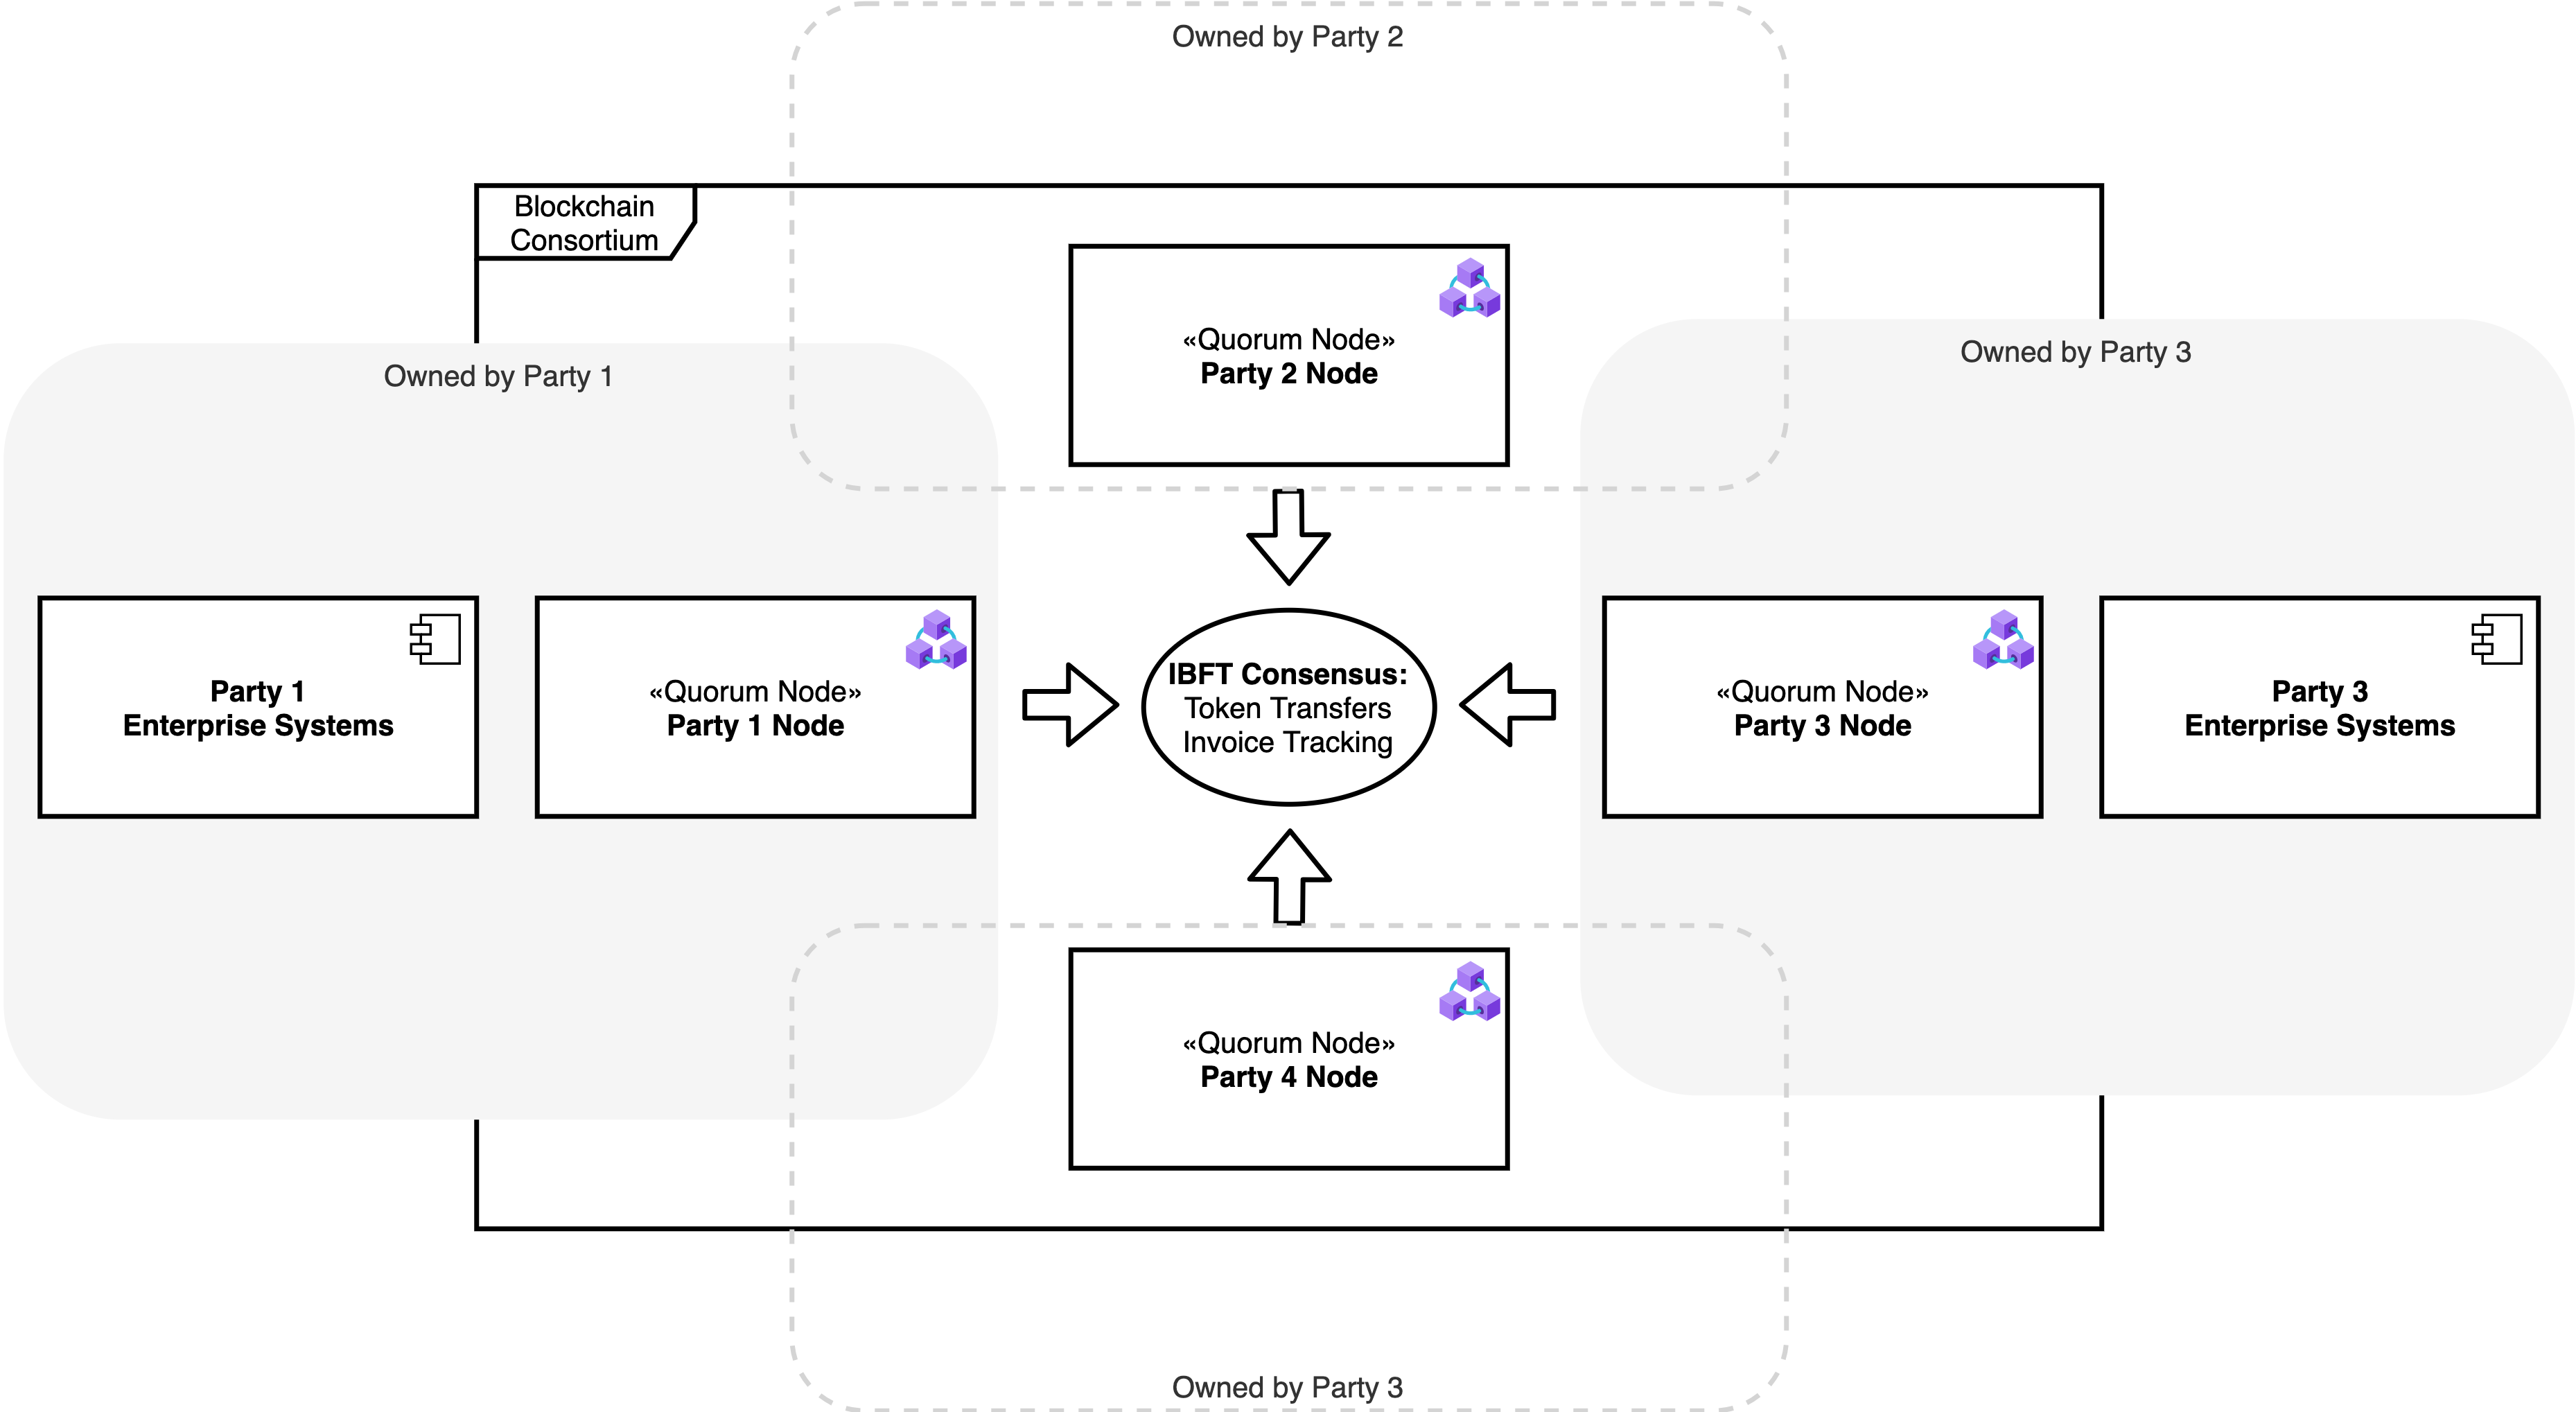 Owned by Party 2
Blockchain
Consortium
«Quorum Node»
Party 2 Node
Owned by Party 1
Owned by Party 3
Party 1
Enterprise Systems
«Quorum Node»
Party 1 Node
IBFT Consensus:
Token Transfers
Invoice Tracking
«Quorum Node»
Party 3 Node
Party 3
Enterprise Systems
«Quorum Node»
Party 4 Node
Owned by Party 3